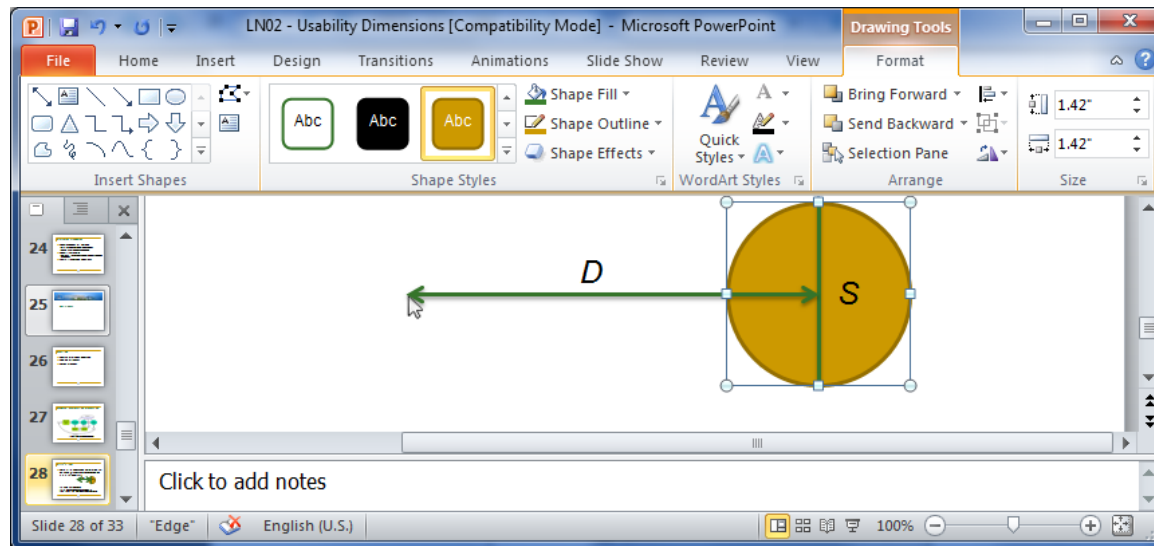 LN02 - Usability Dimensions [Compatibility Mode] - Microsoft PowerPoint
Drawing Tools
File Home Insert Design Transitions Animations Slide Show Review View Format
Abc Abc Abc
Shape Fill
Shape Outline
Shape Effects
Quick
Styles
Bring Forward
Send Backward
Selection Pane
1.42"
1.42"
Insert Shapes Shape Styles WordArt Styles Arrange Size
24
25
26
27
28
D
S
Click to add notes
Slide 28 of 33 "Edge" English (U.S.) 100%